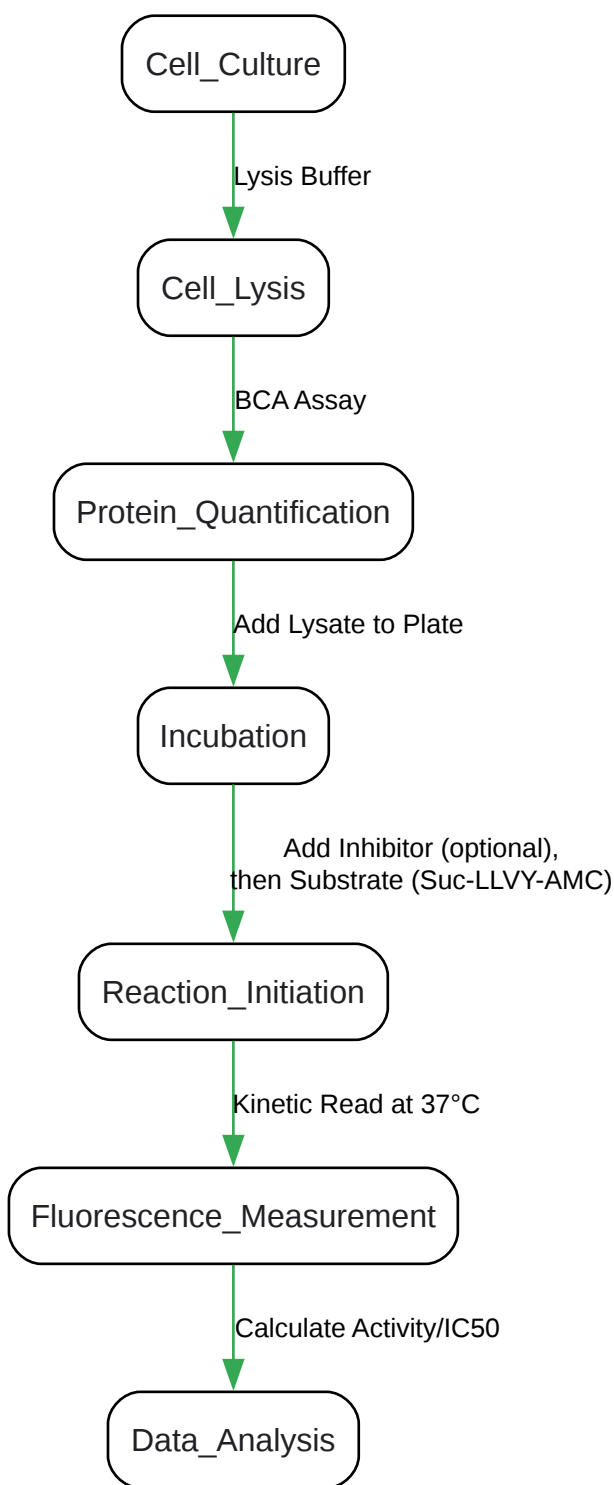 Cell_Culture
Lysis Buffer
Cell_Lysis
BCA Assay
Protein_Quantification
Add Lysate to Plate
Incubation
Add Inhibitor (optional),
then Substrate (Suc-LLVY-AMC)
Reaction_Initiation
Kinetic Read at 37°C
Fluorescence_Measurement
Calculate Activity/IC50
Data_Analysis